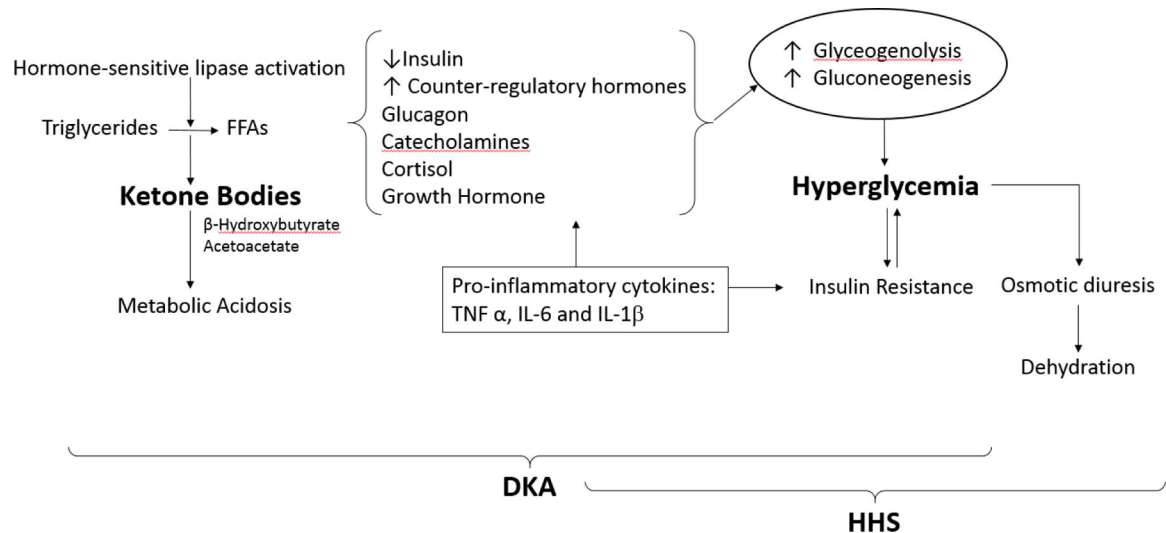 Hormone-sensitive lipase activation
Triglycerides
FFAs
Ketone Bodies
β-Hydroxybutyrate
Acetoacetate
Metabolic Acidosis
↓Insulin
↑ Counter-regulatory hormones
Glucagon
Catecholamines
Cortisol
Growth Hormone
Pro-inflammatory cytokines:
TNF α, IL-6 and IL-1β
↑ Glyceogenolysis
↑ Gluconeogenesis
Hyperglycemia
Insulin Resistance
Osmotic diuresis
Dehydration
DKA
HHS